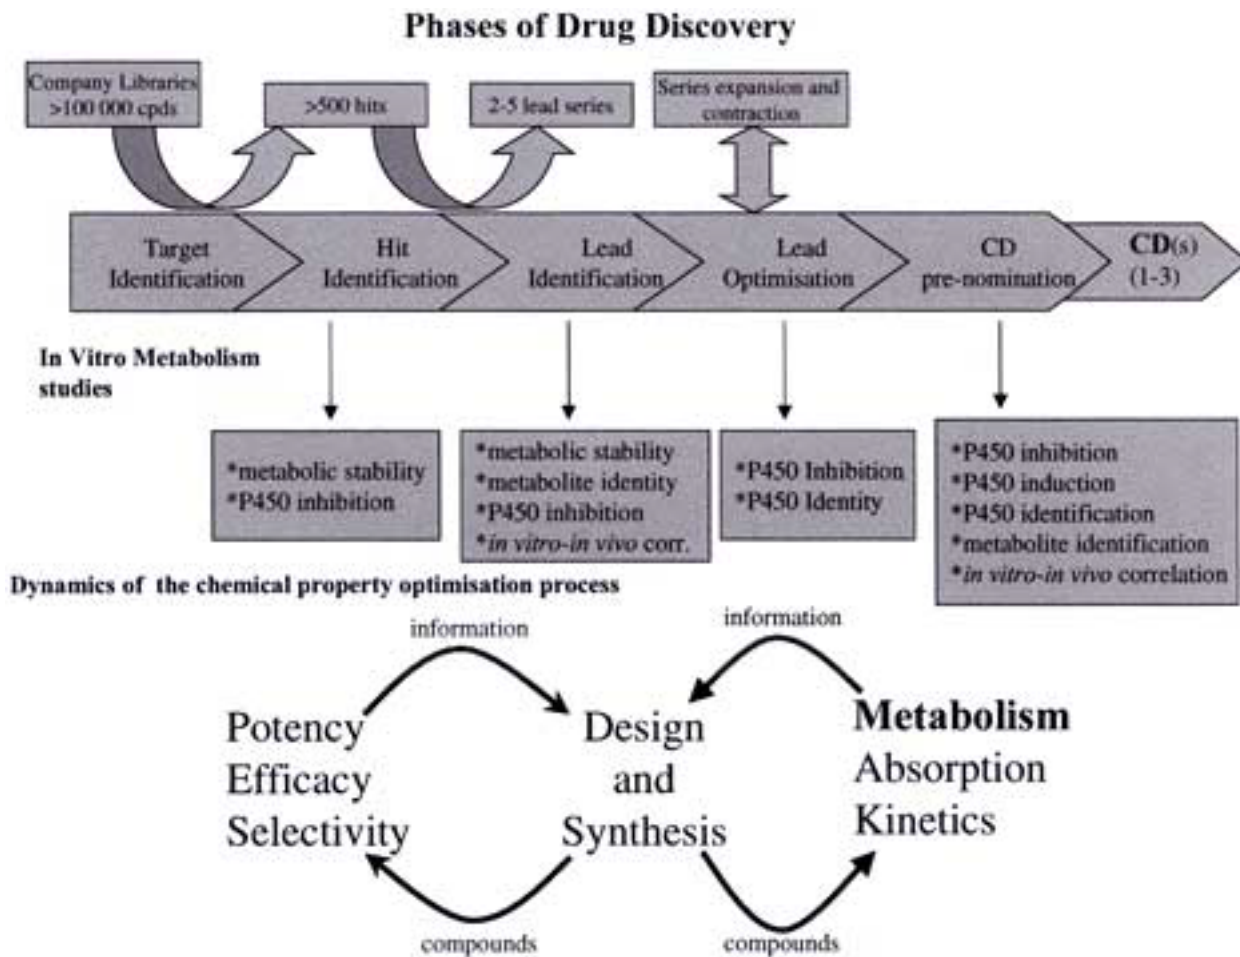 Phases of Drug Discovery
Company Libraries
>100 000 cpds
>500 hits
2-5 lead series
Series expansion and
contraction
Target
Identification
Hit
Identification
Lead
Identification
Lead
Optimisation
CD
pre-nomination
CD(s)
(1-3)
In Vitro Metabolism
studies
*metabolic stability
*P450 inhibition
*metabolic stability
*metabolite identity
*P450 inhibition
*in vitro-in vivo corr.
*P450 Inhibition
*P450 Identity
*P450 inhibition
*P450 induction
*P450 identification
*metabolite identification
*in vitro-in vivo correlation
Dynamics of the chemical property optimisation process
information
information
Potency
Efficacy
Selectivity
Design
and
Synthesis
Metabolism
Absorption
Kinetics
compounds
compounds